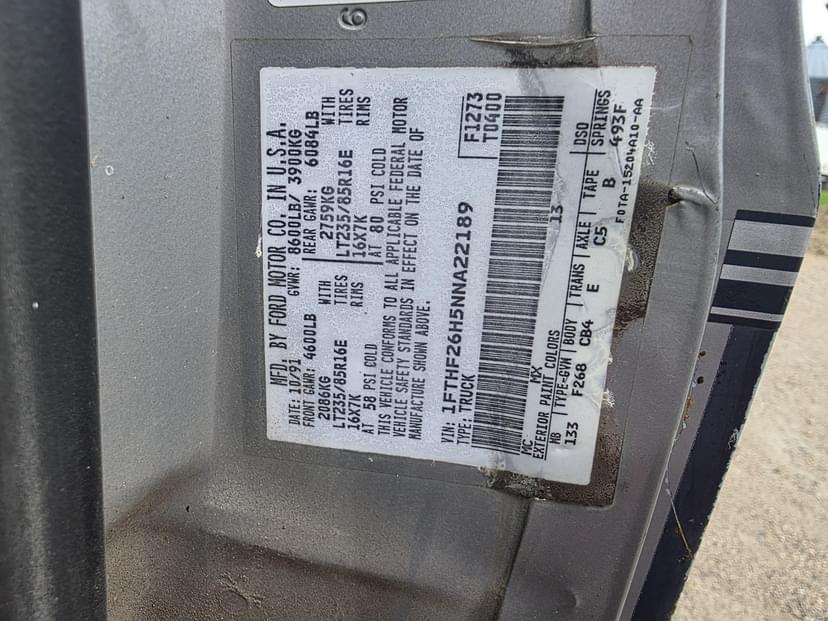 MFD. BY FORD MOTOR CO. IN U.S.A.
DATE: 10/91 GVWR: 8600LB/ 3900KG
FRONT GAWR: 4600LB REAR GAWR: 6084LB
2086KG WITH 2759KG WITH
LT235/85R16E TIRES LT235/85R16E TIRES
16X7K RIMS 16X7K RIMS
AT 58 PSI COLD AT 80 PSI COLD
THIS VEHICLE CONFORMS TO ALL APPLICABLE FEDERAL MOTOR
VEHICLE SAFETY STANDARDS IN EFFECT ON THE DATE OF
MANUFACTURE SHOWN ABOVE.
VIN: 1FTHF26H5NNA22189 F1273
TYPE: TRUCK T0400
MC MX 13
EXTERIOR PAINT COLORS DSO
WB TYPE-GVW BODY TRANS AXLE TAPE SPRINGS
133 F268 CB4 E C5 B 493F
F0TA-15204A10-AA
6